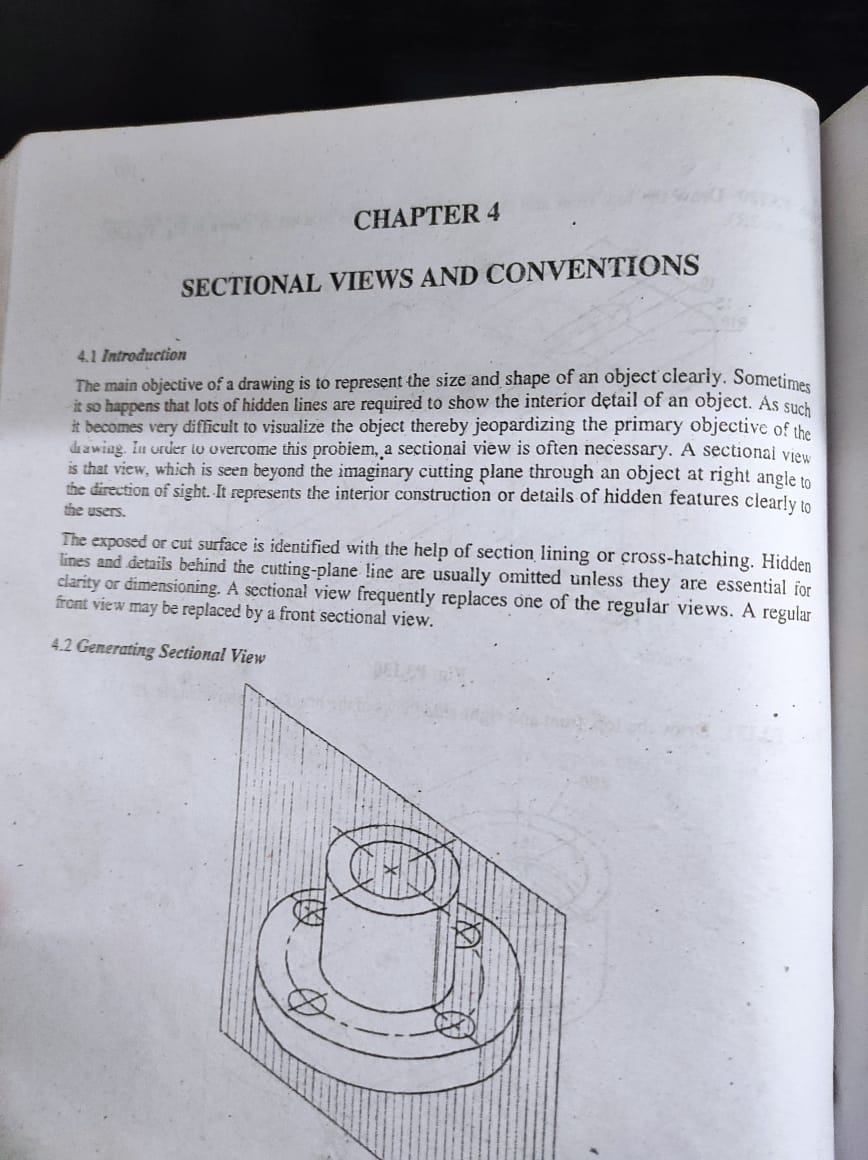 CHAPTER 4
SECTIONAL VIEWS AND CONVENTIONS
4.1 Introduction
The main objective of a drawing is to represent the size and shape of an object clearly. Sometimes
it so happens that lots of hidden lines are required to show the interior detail of an object. As such
it becomes very difficult to visualize the object thereby jeopardizing the primary objective of the
drawing. In order to overcome this problem, a sectional view is often necessary. A sectional view
is that view, which is seen beyond the imaginary cutting plane through an object at right angle to
the direction of sight. It represents the interior construction or details of hidden features clearly to
the users.
The exposed or cut surface is identified with the help of section lining or cross-hatching. Hidden
lines and details behind the cutting-plane line are usually omitted unless they are essential for
clarity or dimensioning. A sectional view frequently replaces one of the regular views. A regular
front view may be replaced by a front sectional view.
4.2 Generating Sectional View